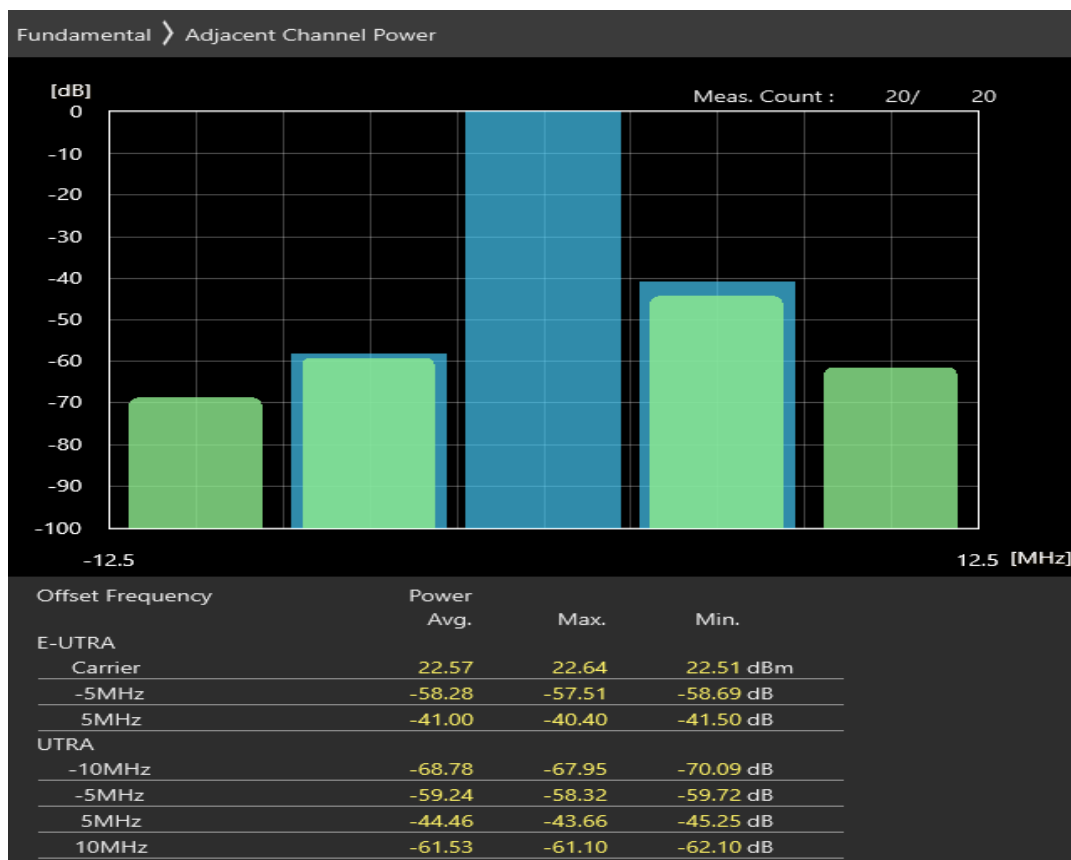 Fundamental 〉 Adjacent Channel Power
[dB]
Meas. Count : 20/ 20
0
-10
-20
-30
-40
-50
-60
-70
-80
-90
-100
-12.5 12.5 [MHz]
Offset Frequency Power
Avg. Max. Min.
E-UTRA
Carrier 22.57 22.64 22.51 dBm
-5MHz -58.28 -57.51 -58.69 dB
5MHz -41.00 -40.40 -41.50 dB
UTRA
-10MHz -68.78 -67.95 -70.09 dB
-5MHz -59.24 -58.32 -59.72 dB
5MHz -44.46 -43.66 -45.25 dB
10MHz -61.53 -61.10 -62.10 dB